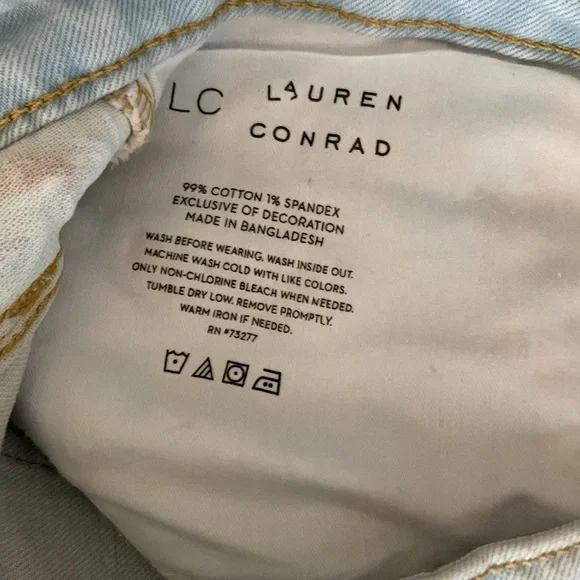 LC LAUREN
CONRAD
99% COTTON 1% SPANDEX
EXCLUSIVE OF DECORATION
MADE IN BANGLADESH
WASH BEFORE WEARING. WASH INSIDE OUT.
MACHINE WASH COLD WITH LIKE COLORS.
ONLY NON-CHLORINE BLEACH WHEN NEEDED.
TUMBLE DRY LOW. REMOVE PROMPTLY.
WARM IRON IF NEEDED.
RN #73277